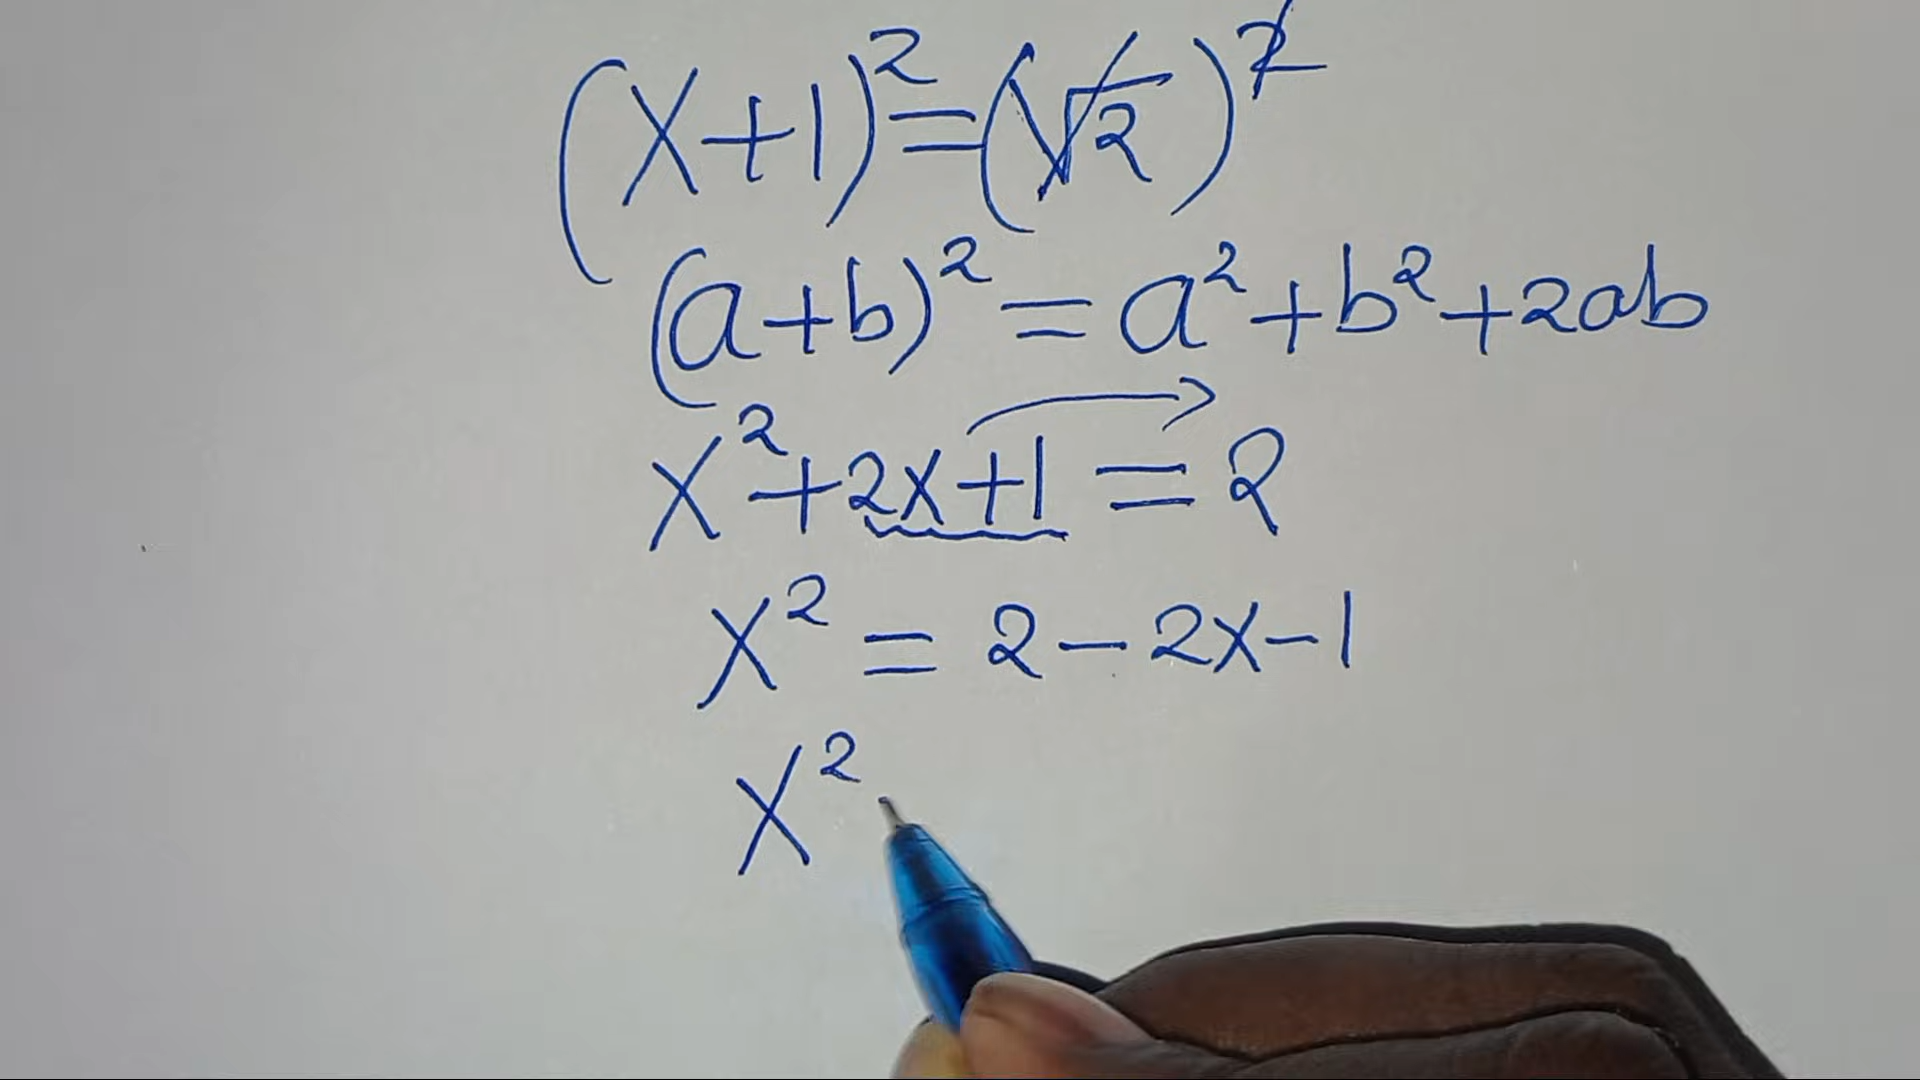 (x+1)²=(√2)²
(a+b)² = a²+b²+2ab
x²+2x+1 = 2
x² = 2-2x-1
x²